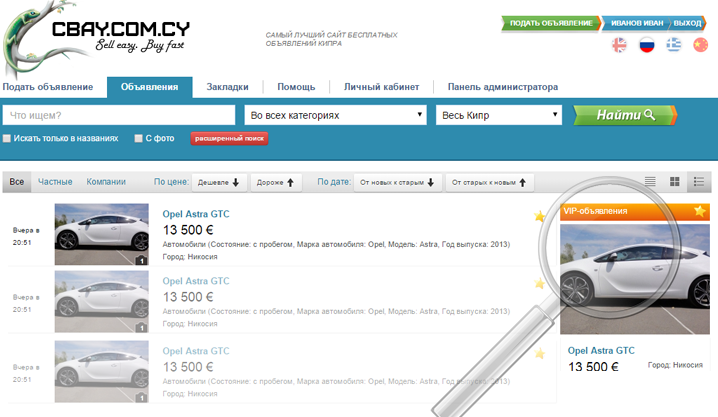 CBAY.COM.CY
Sell easy. Buy fast
САМЫЙ ЛУЧШИЙ САЙТ БЕСПЛАТНЫХ
ОБЪЯВЛЕНИЙ КИПРА
ПОДАТЬ ОБЪЯВЛЕНИЕ
ИВАНОВ ИВАН
ВЫХОД
Подать объявление
Объявления
Закладки
Помощь
Личный кабинет
Панель администратора
Что ищем?
Во всех категориях
Весь Кипр
Найти
Искать только в названиях
С фото
расширенный поиск
Все
Частные
Компании
По цене:
Дешевле
Дороже
По дате:
От новых к старым
От старых к новым
Вчера в
20:51
1
Opel Astra GTC
13 500 €
Автомобили (Состояние: с пробегом, Марка автомобиля: Opel, Модель: Astra, Год выпуска: 2013)
Город: Никосия
Вчера в
20:51
1
Opel Astra GTC
13 500 €
Автомобили (Состояние: с пробегом, Марка автомобиля: Opel, Модель: Astra, Год выпуска: 2013)
Город: Никосия
Вчера в
20:51
1
Opel Astra GTC
13 500 €
Автомобили (Состояние: с пробегом, Марка автомобиля: Opel, Модель: Astra, Год выпуска: 2013)
Город: Никосия
VIP-объявления
Opel Astra GTC
13 500 €
Город: Никосия